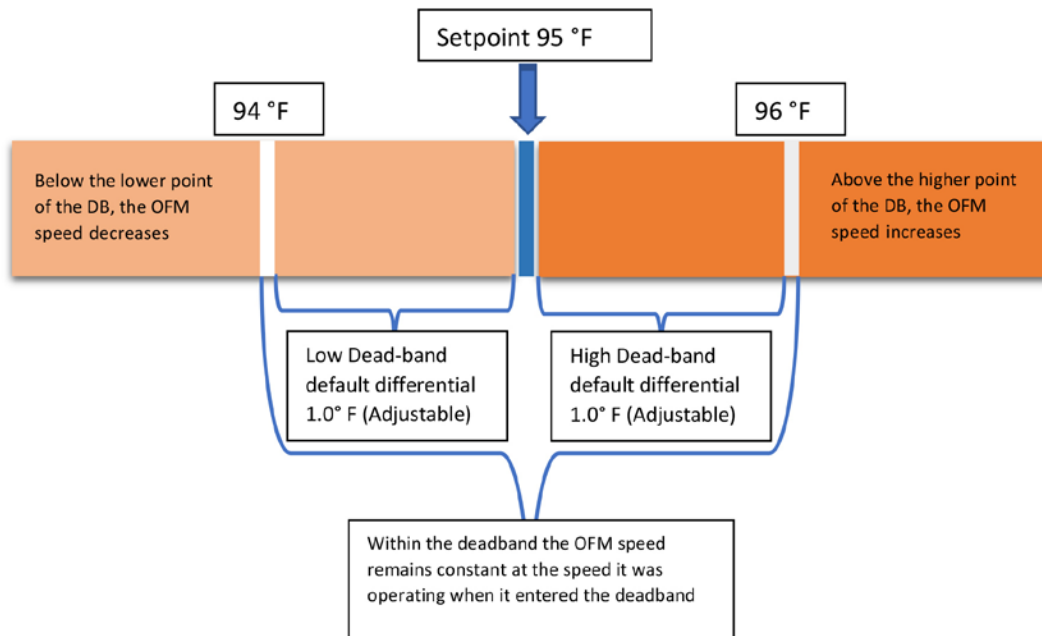 Setpoint 95 °F
94 °F
96 °F
Below the lower point
of the DB, the OFM
speed decreases
Above the higher point
of the DB, the OFM
speed increases
Low Dead-band
default differential
1.0° F (Adjustable)
High Dead-band
default differential
1.0° F (Adjustable)
Within the deadband the OFM speed
remains constant at the speed it was
operating when it entered the deadband